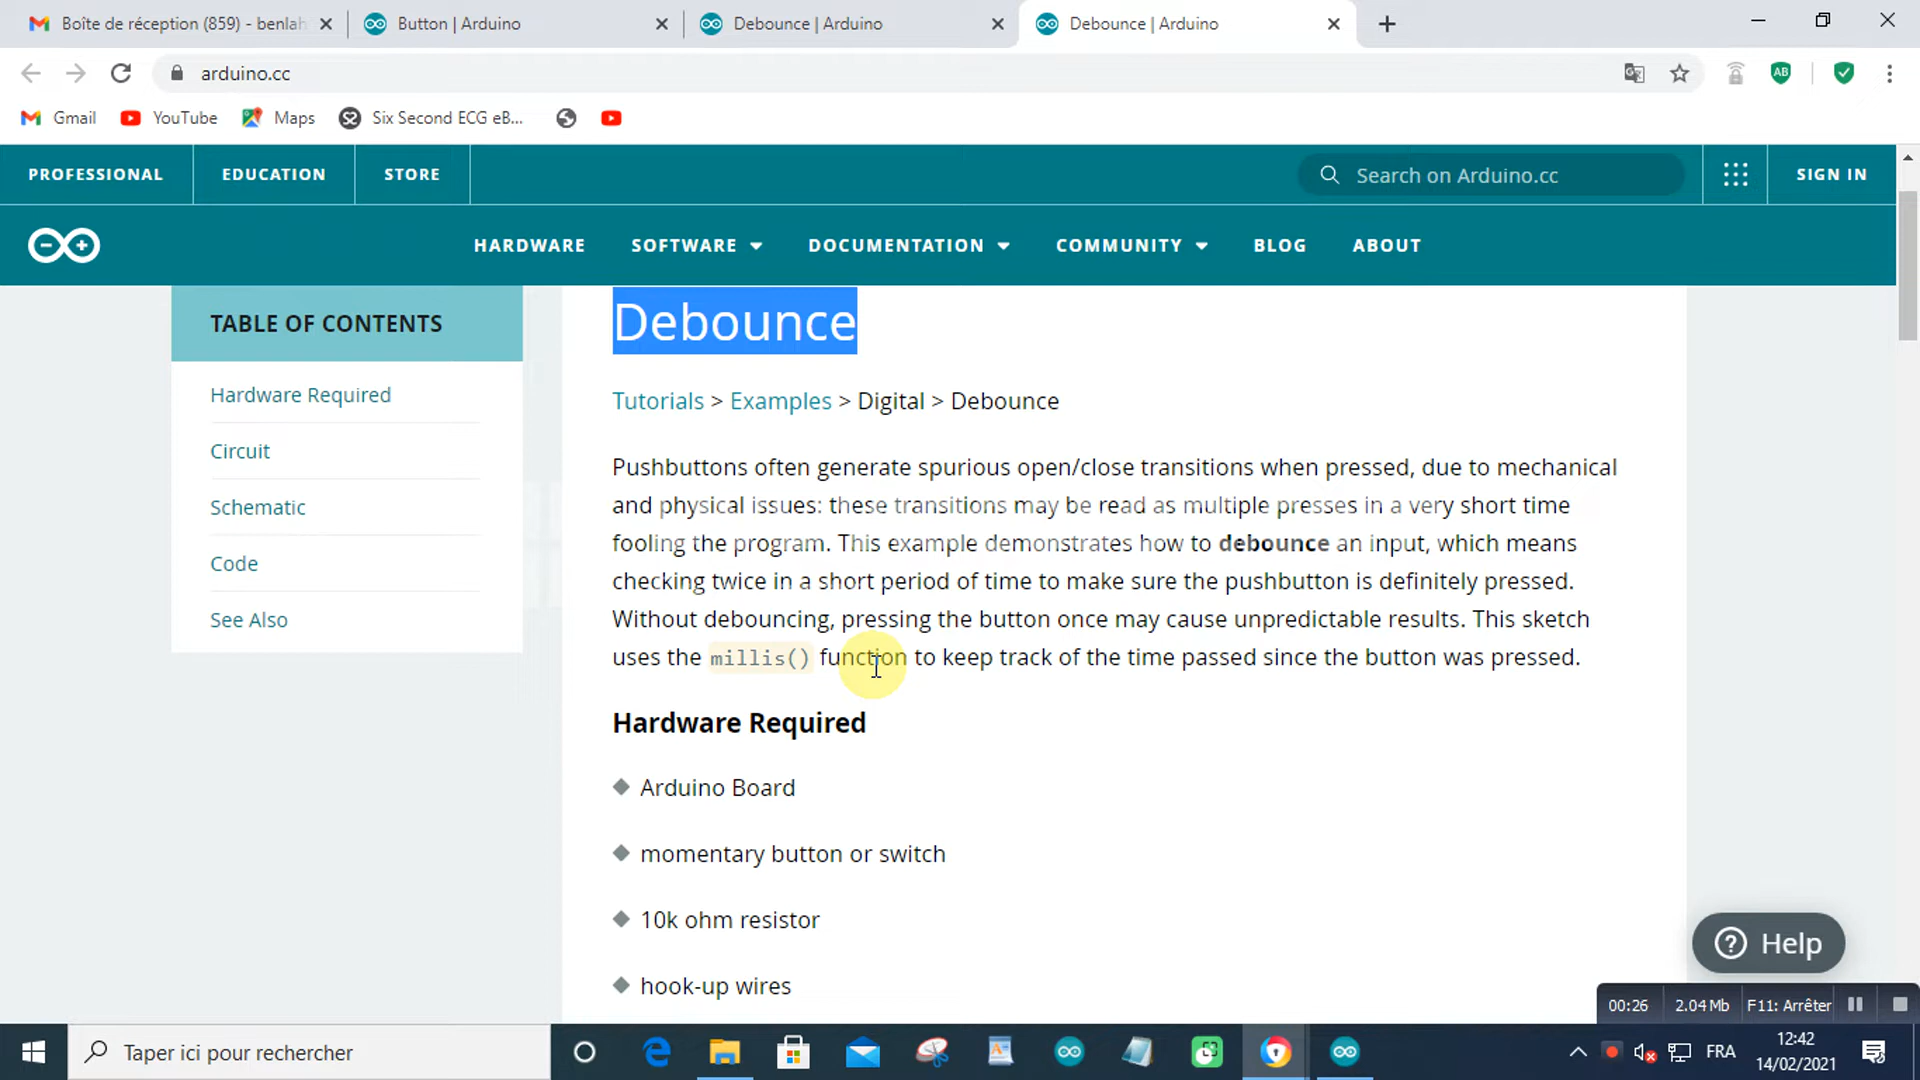 Boîte de réception (859) - benlab
Button | Arduino
Debounce | Arduino
Debounce | Arduino
arduino.cc
Gmail
YouTube
Maps
Six Second ECG eB...
PROFESSIONAL
EDUCATION
STORE
Search on Arduino.cc
SIGN IN
HARDWARE
SOFTWARE
DOCUMENTATION
COMMUNITY
BLOG
ABOUT
TABLE OF CONTENTS
Hardware Required
Circuit
Schematic
Code
See Also
Debounce
Tutorials > Examples > Digital > Debounce
Pushbuttons often generate spurious open/close transitions when pressed, due to mechanical
and physical issues: these transitions may be read as multiple presses in a very short time
fooling the program. This example demonstrates how to debounce an input, which means
checking twice in a short period of time to make sure the pushbutton is definitely pressed.
Without debouncing, pressing the button once may cause unpredictable results. This sketch
uses the millis() function to keep track of the time passed since the button was pressed.
Hardware Required
Arduino Board
momentary button or switch
10k ohm resistor
hook-up wires
Help
00:26
2.04 Mb
F11: Arrêter
Taper ici pour rechercher
FRA
12:42
14/02/2021